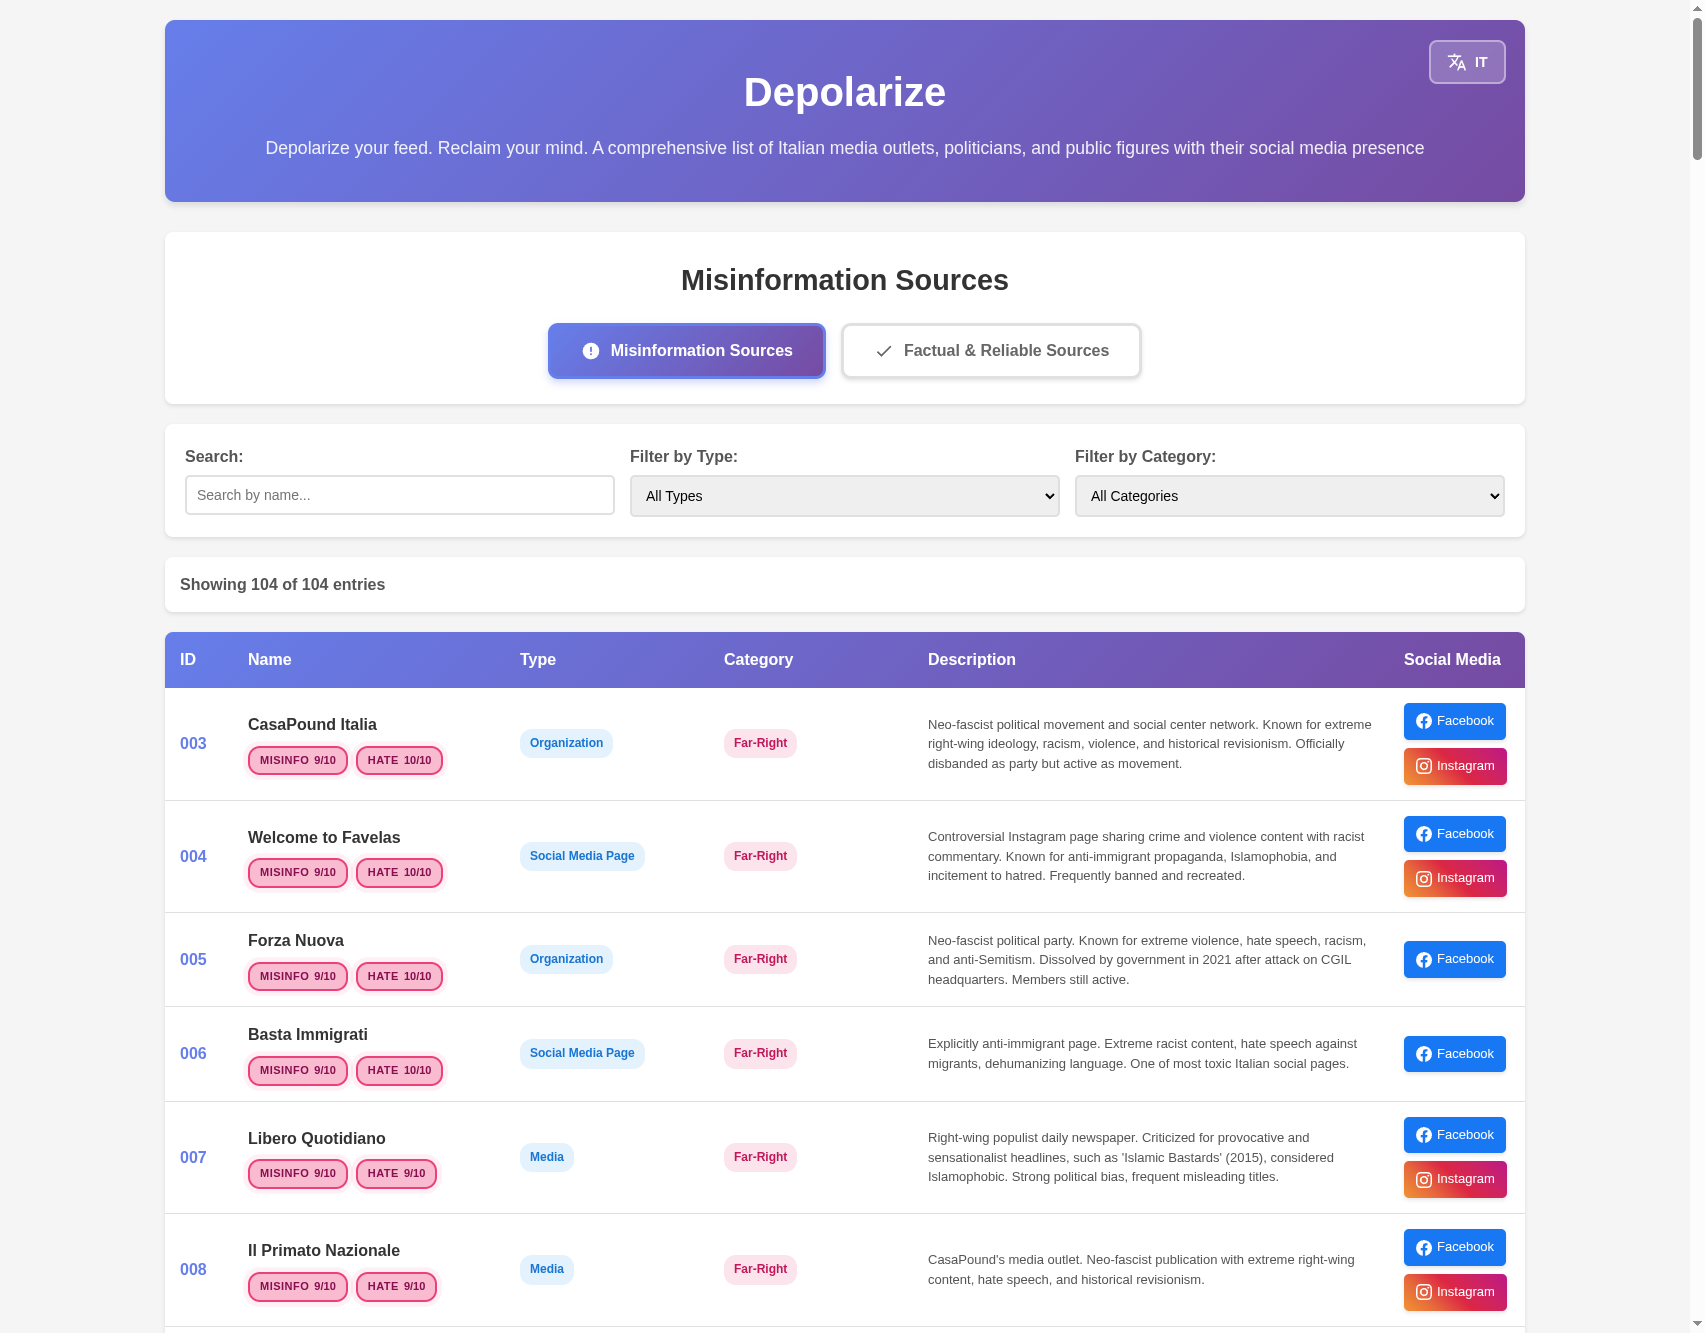 IT
Depolarize
Depolarize your feed. Reclaim your mind. A comprehensive list of Italian media outlets, politicians, and public figures with their social media presence
Misinformation Sources
Misinformation Sources
Factual & Reliable Sources
Search:
Filter by Type:
Filter by Category:
Search by name...
All Types
All Categories
Showing 104 of 104 entries
ID Name Type Category Description Social Media
003
CasaPound Italia
MISINFO 9/10 HATE 10/10
Organization
Far-Right
Neo-fascist political movement and social center network. Known for extreme
right-wing ideology, racism, violence, and historical revisionism. Officially
disbanded as party but active as movement.
Facebook
Instagram
004
Welcome to Favelas
MISINFO 9/10 HATE 10/10
Social Media Page
Far-Right
Controversial Instagram page sharing crime and violence content with racist
commentary. Known for anti-immigrant propaganda, Islamophobia, and
incitement to hatred. Frequently banned and recreated.
Facebook
Instagram
005
Forza Nuova
MISINFO 9/10 HATE 10/10
Organization
Far-Right
Neo-fascist political party. Known for extreme violence, hate speech, racism,
and anti-Semitism. Dissolved by government in 2021 after attack on CGIL
headquarters. Members still active.
Facebook
006
Basta Immigrati
MISINFO 9/10 HATE 10/10
Social Media Page
Far-Right
Explicitly anti-immigrant page. Extreme racist content, hate speech against
migrants, dehumanizing language. One of most toxic Italian social pages.
Facebook
007
Libero Quotidiano
MISINFO 9/10 HATE 9/10
Media
Far-Right
Right-wing populist daily newspaper. Criticized for provocative and
sensationalist headlines, such as 'Islamic Bastards' (2015), considered
Islamophobic. Strong political bias, frequent misleading titles.
Facebook
Instagram
008
Il Primato Nazionale
MISINFO 9/10 HATE 9/10
Media
Far-Right
CasaPound's media outlet. Neo-fascist publication with extreme right-wing
content, hate speech, and historical revisionism.
Facebook
Instagram